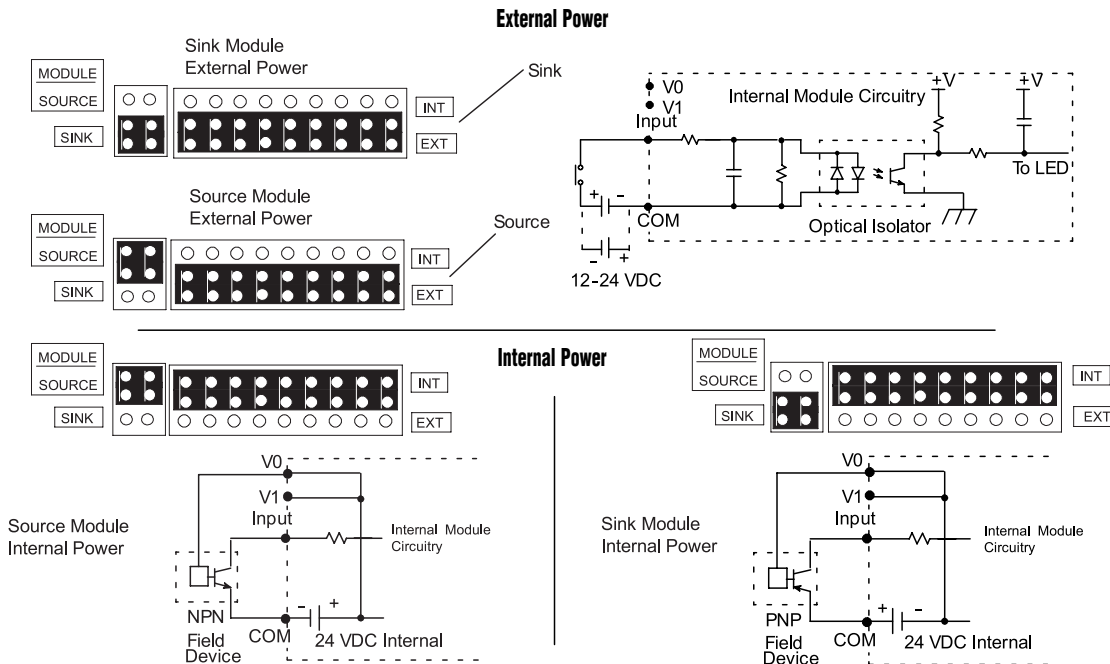 External Power
Sink Module
External Power
MODULE
SOURCE
SINK
INT
EXT
Sink
Source Module
External Power
MODULE
SOURCE
SINK
INT
EXT
Source
V0
V1
Input
Internal Module Circuitry
+V
+V
To LED
COM
Optical Isolator
+ -
- +
12-24 VDC
Internal Power
MODULE
SOURCE
SINK
INT
EXT
V0
V1
Input
Source Module
Internal Power
Internal Module
Circuitry
- +
NPN
Field
Device
COM
24 VDC Internal
MODULE
SOURCE
SINK
INT
EXT
V0
V1
Input
Sink Module
Internal Power
Internal Module
Circuitry
+ -
PNP
Field
Device
COM
24 VDC Internal